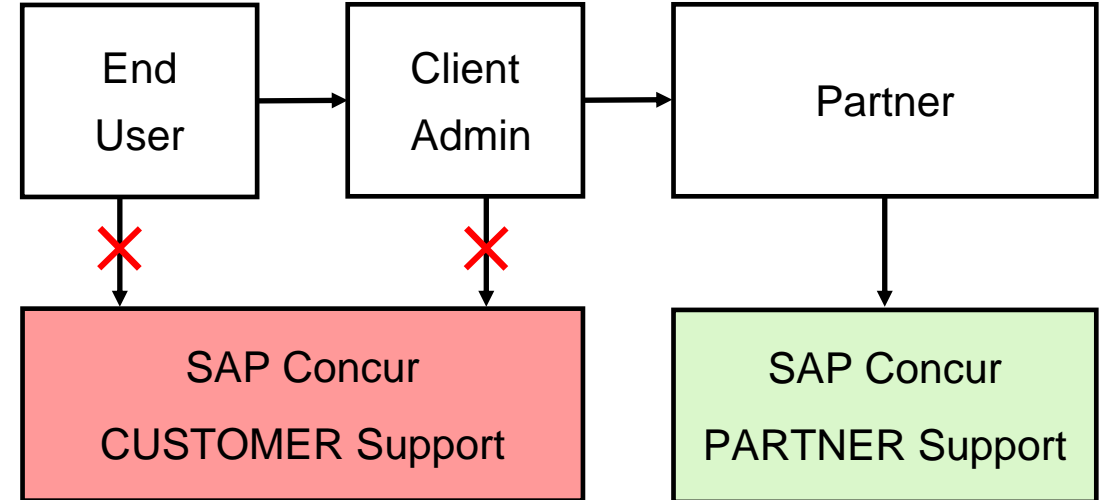 End
User
Client
Admin
Partner
SAP Concur
CUSTOMER Support
SAP Concur
PARTNER Support